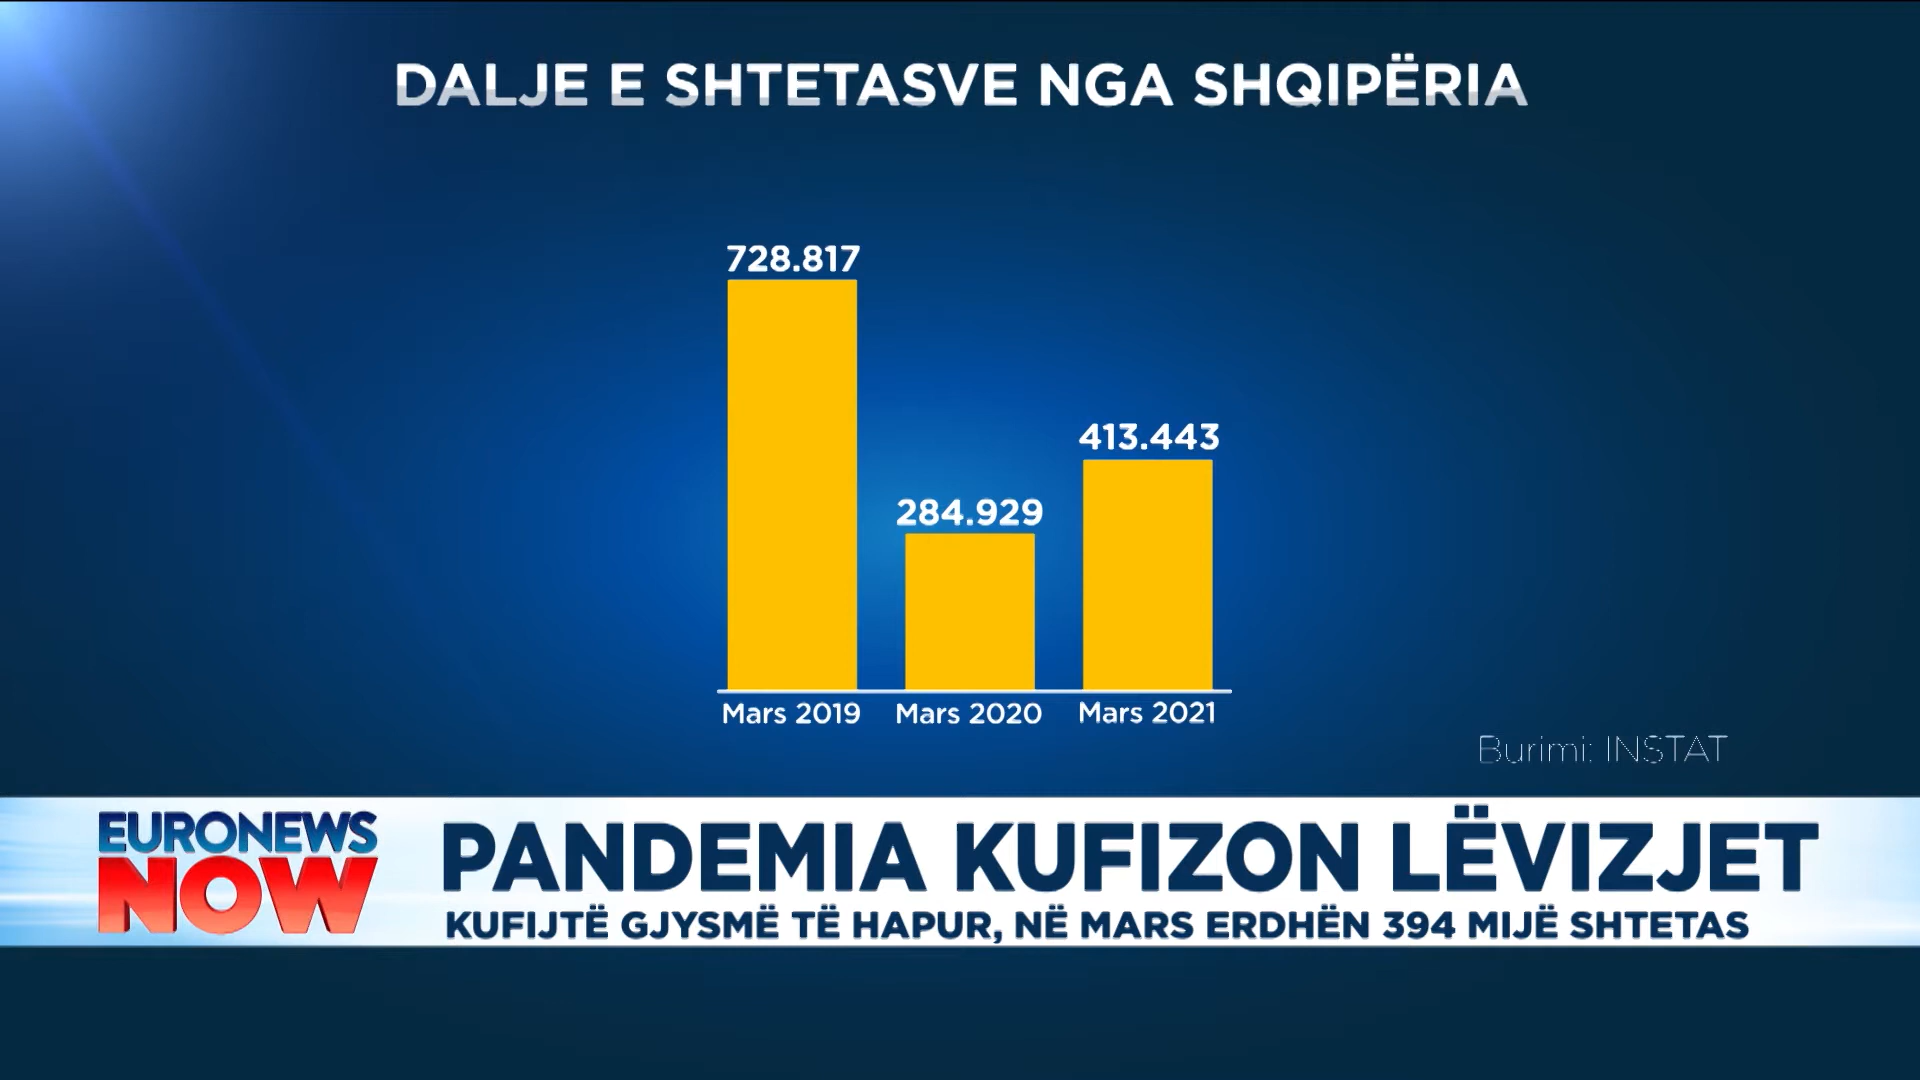 DALJE E SHTETASVE NGA SHQIPËRIA
728.817
284.929
413.443
Mars 2019
Mars 2020
Mars 2021
Burimi: INSTAT
EURONEWS
NOW
PANDEMIA KUFIZON LËVIZJET
KUFIJTË GJYSMË TË HAPUR, NË MARS ERDHËN 394 MIJË SHTETAS